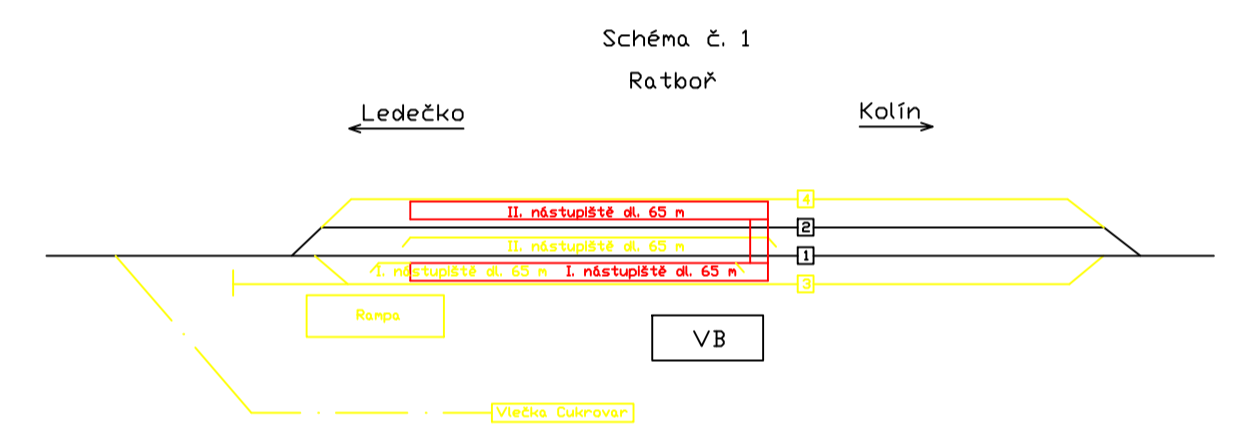 Schéma č. 1
Ratboř
Ledečko
Kolín
4
II. nástupiště dl. 65 m
2
II. nástupiště dl. 65 m
1
I. nástupiště dl. 65 m
I. nástupiště dl. 65 m
3
Rampa
VB
Vlečka Cukrovar